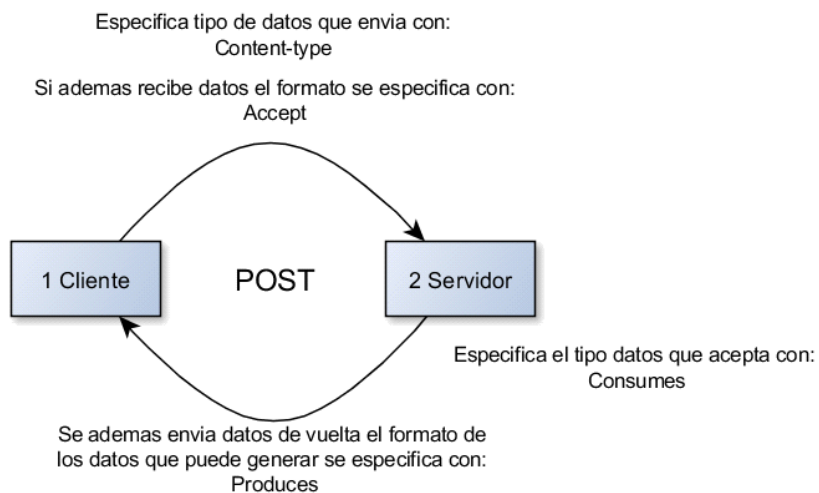 Especifica tipo de datos que envia con:
Content-type
Si ademas recibe datos el formato se especifica con:
Accept
1 Cliente
POST
2 Servidor
Especifica el tipo datos que acepta con:
Consumes
Se ademas envia datos de vuelta el formato de
los datos que puede generar se especifica con:
Produces